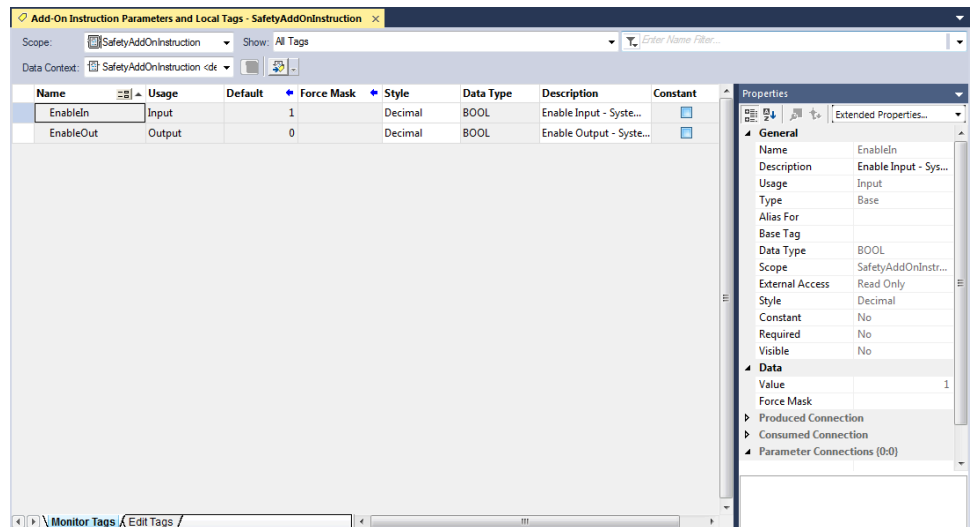 Add-On Instruction Parameters and Local Tags - SafetyAddOnInstruction ×
Scope: SafetyAddOnInstruction Show: All Tags Enter Name Filter...
Data Context: SafetyAddOnInstruction <de
Name Usage Default Force Mask Style Data Type Description Constant
EnableIn Input 1 Decimal BOOL Enable Input - Syste...
EnableOut Output 0 Decimal BOOL Enable Output - Syste...
Properties
Extended Properties...
General
Name EnableIn
Description Enable Input - Sys...
Usage Input
Type Base
Alias For
Base Tag
Data Type BOOL
Scope SafetyAddOnInstr...
External Access Read Only
Style Decimal
Constant No
Required No
Visible No
Data
Value 1
Force Mask
Produced Connection
Consumed Connection
Parameter Connections (0:0)
Monitor Tags Edit Tags